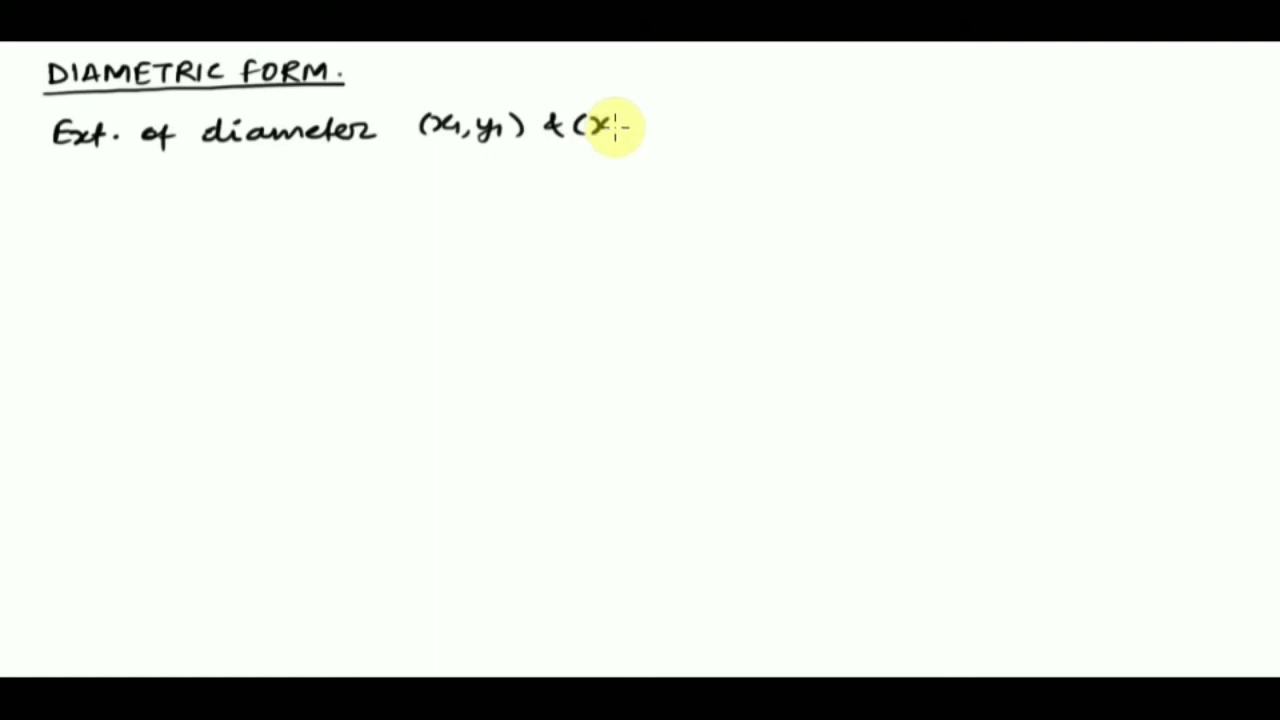 DIAMETRIC FORM.
Ext. of diameter (x₁, y₁) & (x